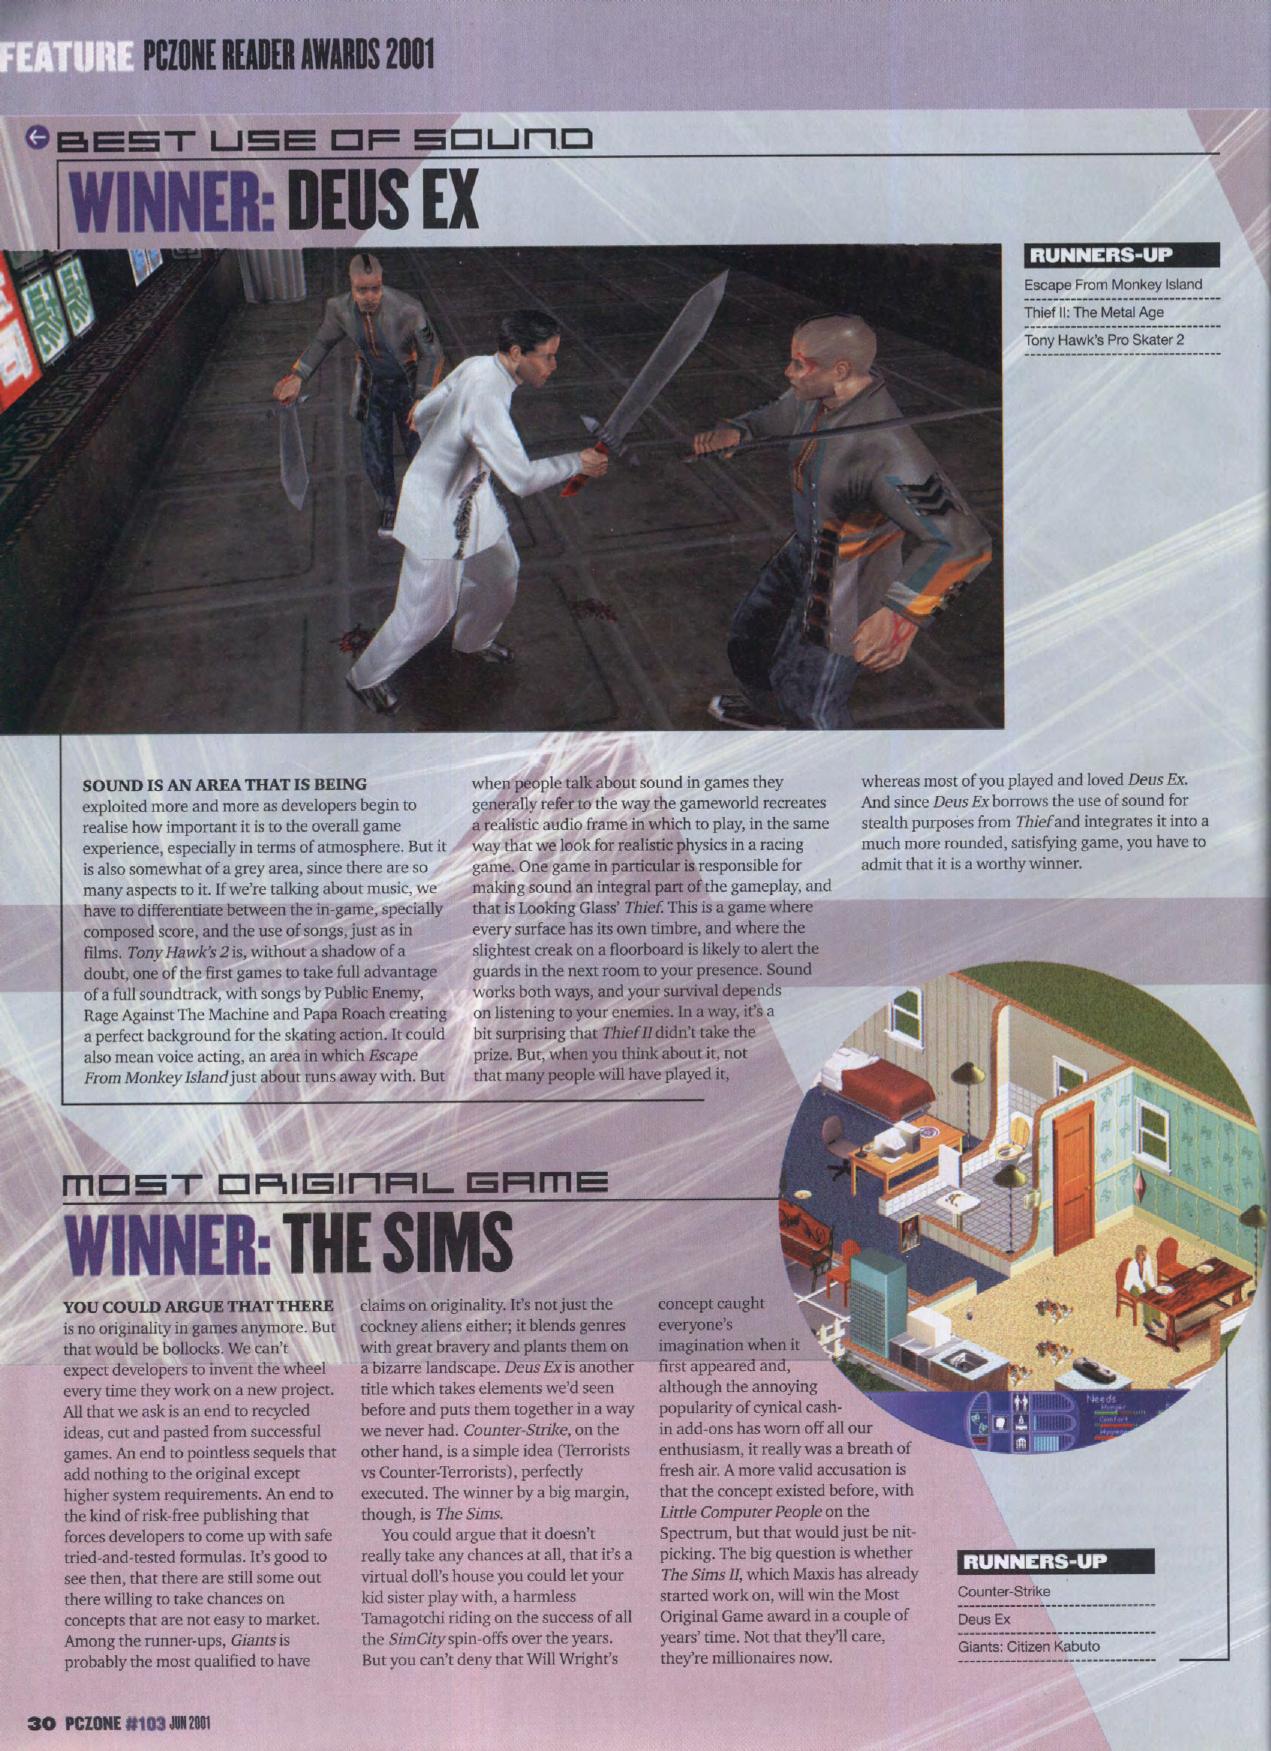 FEATURE PCZONE READER AWARDS 2001
BEST USE OF SOUND
WINNER: DEUS EX
RUNNERS-UP
Escape From Monkey Island
Thief II: The Metal Age
Tony Hawk's Pro Skater 2
SOUND IS AN AREA THAT IS BEING
exploited more and more as developers begin to
realise how important it is to the overall game
experience, especially in terms of atmosphere. But it
is also somewhat of a grey area, since there are so
many aspects to it. If we're talking about music, we
have to differentiate between the in-game, specially
composed score, and the use of songs, just as in
films. Tony Hawk's 2 is, without a shadow of a
doubt, one of the first games to take full advantage
of a full soundtrack, with songs by Public Enemy,
Rage Against The Machine and Papa Roach creating
a perfect background for the skating action. It could
also mean voice acting, an area in which Escape
From Monkey Island just about runs away with. But
when people talk about sound in games they
generally refer to the way the gameworld recreates
a realistic audio frame in which to play, in the same
way that we look for realistic physics in a racing
game. One game in particular is responsible for
making sound an integral part of the gameplay, and
that is Looking Glass' Thief. This is a game where
every surface has its own timbre, and where the
slightest creak on a floorboard is likely to alert the
guards in the next room to your presence. Sound
works both ways, and your survival depends
on listening to your enemies. In a way, it's a
bit surprising that Thief II didn't take the
prize. But, when you think about it, not
that many people will have played it,
whereas most of you played and loved Deus Ex.
And since Deus Ex borrows the use of sound for
stealth purposes from Thief and integrates it into a
much more rounded, satisfying game, you have to
admit that it is a worthy winner.
MOST ORIGINAL GAME
WINNER: THE SIMS
YOU COULD ARGUE THAT THERE
is no originality in games anymore. But
that would be bollocks. We can't
expect developers to invent the wheel
every time they work on a new project.
All that we ask is an end to recycled
ideas, cut and pasted from successful
games. An end to pointless sequels that
add nothing to the original except
higher system requirements. An end to
the kind of risk-free publishing that
forces developers to come up with safe
tried-and-tested formulas. It's good to
see then, that there are still some out
there willing to take chances on
concepts that are not easy to market.
Among the runner-ups, Giants is
probably the most qualified to have
claims on originality. It's not just the
cockney aliens either; it blends genres
with great bravery and plants them on
a bizarre landscape. Deus Ex is another
title which takes elements we'd seen
before and puts them together in a way
we never had. Counter-Strike, on the
other hand, is a simple idea (Terrorists
vs Counter-Terrorists), perfectly
executed. The winner by a big margin,
though, is The Sims.
You could argue that it doesn't
really take any chances at all, that it's a
virtual doll's house you could let your
kid sister play with, a harmless
Tamagotchi riding on the success of all
the SimCity spin-offs over the years.
But you can't deny that Will Wright's
concept caught
everyone's
imagination when it
first appeared and,
although the annoying
popularity of cynical cash-
in add-ons has worn off all our
enthusiasm, it really was a breath of
fresh air. A more valid accusation is
that the concept existed before, with
Little Computer People on the
Spectrum, but that would just be nit-
picking. The big question is whether
The Sims II, which Maxis has already
started work on, will win the Most
Original Game award in a couple of
years' time. Not that they'll care,
they're millionaires now.
Needs
Hunger
Comfort
RUNNERS-UP
Counter-Strike
Deus Ex
Giants: Citizen Kabuto
30 PCZONE #103 JUN 2001